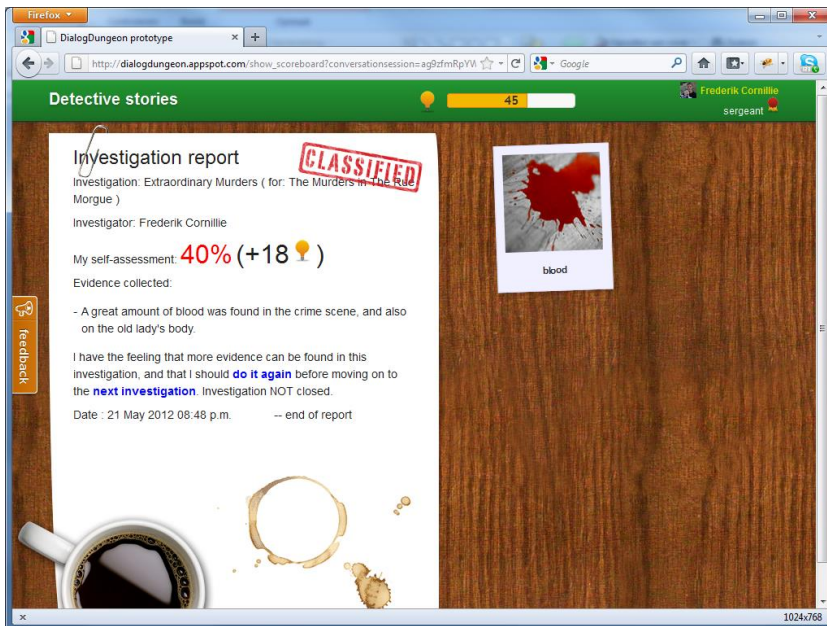 Firefox
DialogDungeon prototype
http://dialogdungeon.appspot.com/show_scoreboard?conversationsession=ag9zfmRpYW
Google
Detective stories
45
Frederik Cornillie
sergeant
Investigation report
CLASSIFIED
Investigation: Extraordinary Murders ( for: The Murders in The Rue
Morgue )
Investigator: Frederik Cornillie
My self-assessment: 40% (+18 )
Evidence collected:
- A great amount of blood was found in the crime scene, and also
on the old lady's body.
I have the feeling that more evidence can be found in this
investigation, and that I should do it again before moving on to
the next investigation. Investigation NOT closed.
Date : 21 May 2012 08:48 p.m. -- end of report
blood
feedback
1024x768